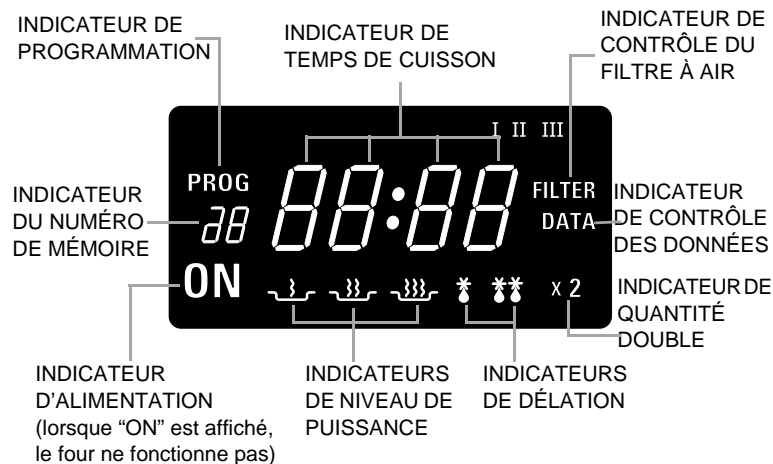 INDICATEUR DE
PROGRAMMATION
INDICATEUR DE
TEMPS DE CUISSON
INDICATEUR DE
CONTRÔLE DU
FILTRE À AIR
I II III
PROG
88:88
FILTER
DATA
INDICATEUR
DU NUMÉRO
DE MÉMOIRE
38
INDICATEUR
DE CONTRÔLE
DES DONNÉES
ON
x 2
INDICATEUR DE
QUANTITÉ
DOUBLE
INDICATEUR
D'ALIMENTATION
(lorsque “ON” est affiché,
le four ne fonctionne pas)
INDICATEURS
DE NIVEAU DE
PUISSANCE
INDICATEURS
DE DÉLATION